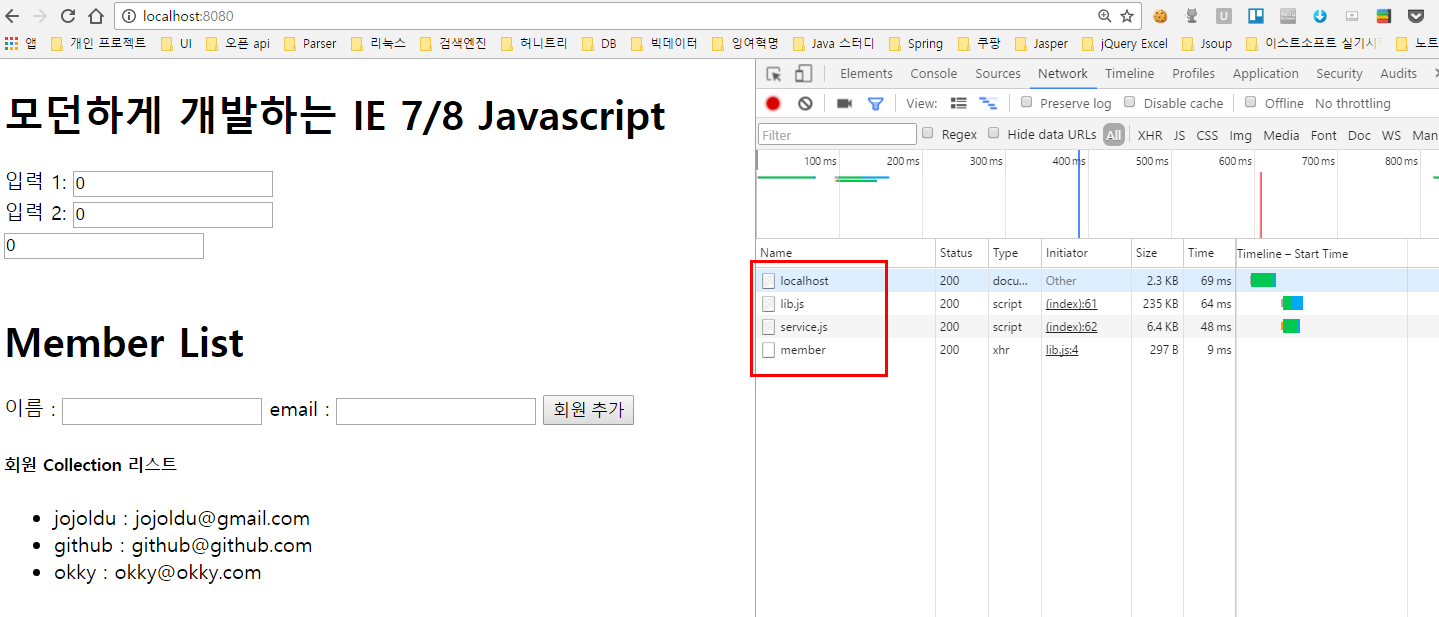 localhost:8080
앱 개인 프로젝트 UI 오픈 api Parser 리눅스 검색엔진 허니트리 DB 빅데이터 잉여혁명 Java 스터디 Spring 쿠팡 Jasper jQuery Excel Jsoup 이스트소프트 실기시 노트
모던하게 개발하는 IE 7/8 Javascript
입력 1: 0
입력 2: 0
0
Member List
이름 : email : 회원 추가
회원 Collection 리스트
jojoldu : jojoldu@gmail.com
github : github@github.com
okky : okky@okky.com
Elements Console Sources Network Timeline Profiles Application Security Audits
View: Preserve log Disable cache Offline No throttling
Filter Regex Hide data URLs All XHR JS CSS Img Media Font Doc WS Man
100 ms 200 ms 300 ms 400 ms 500 ms 600 ms 700 ms 800 ms
Name Status Type Initiator Size Time Timeline – Start Time
localhost 200 docu... Other 2.3 KB 69 ms
lib.js 200 script (index):61 235 KB 64 ms
service.js 200 script (index):62 6.4 KB 48 ms
member 200 xhr lib.js:4 297 B 9 ms